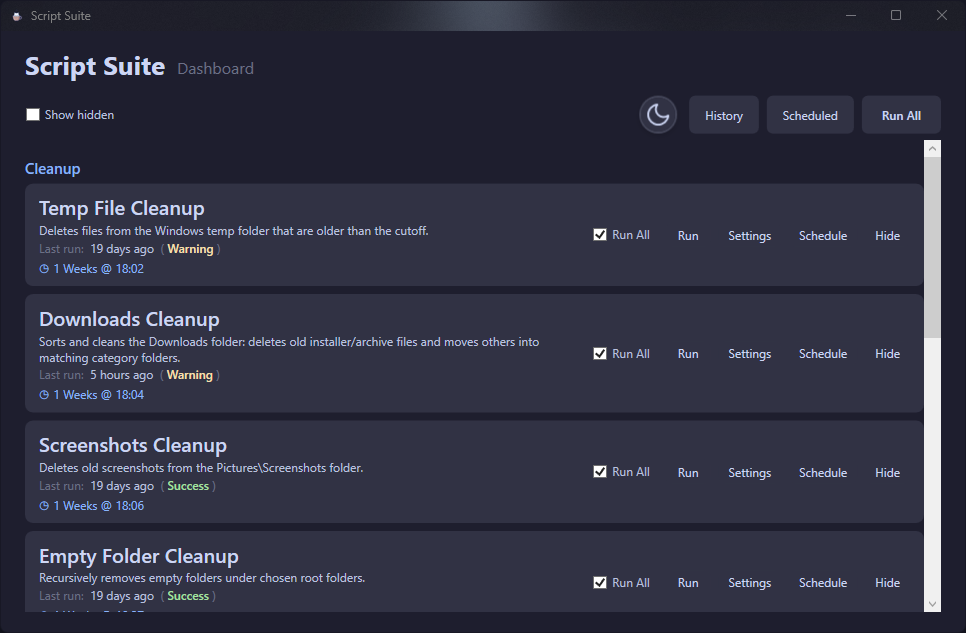 Script Suite
Script Suite Dashboard
Show hidden
History
Scheduled
Run All
Cleanup
Temp File Cleanup
Deletes files from the Windows temp folder that are older than the cutoff.
Last run: 19 days ago ( Warning )
1 Weeks @ 18:02
Run All
Run
Settings
Schedule
Hide
Downloads Cleanup
Sorts and cleans the Downloads folder: deletes old installer/archive files and moves others into
matching category folders.
Last run: 5 hours ago ( Warning )
1 Weeks @ 18:04
Run All
Run
Settings
Schedule
Hide
Screenshots Cleanup
Deletes old screenshots from the Pictures\Screenshots folder.
Last run: 19 days ago ( Success )
1 Weeks @ 18:06
Run All
Run
Settings
Schedule
Hide
Empty Folder Cleanup
Recursively removes empty folders under chosen root folders.
Last run: 19 days ago ( Success )
Run All
Run
Settings
Schedule
Hide